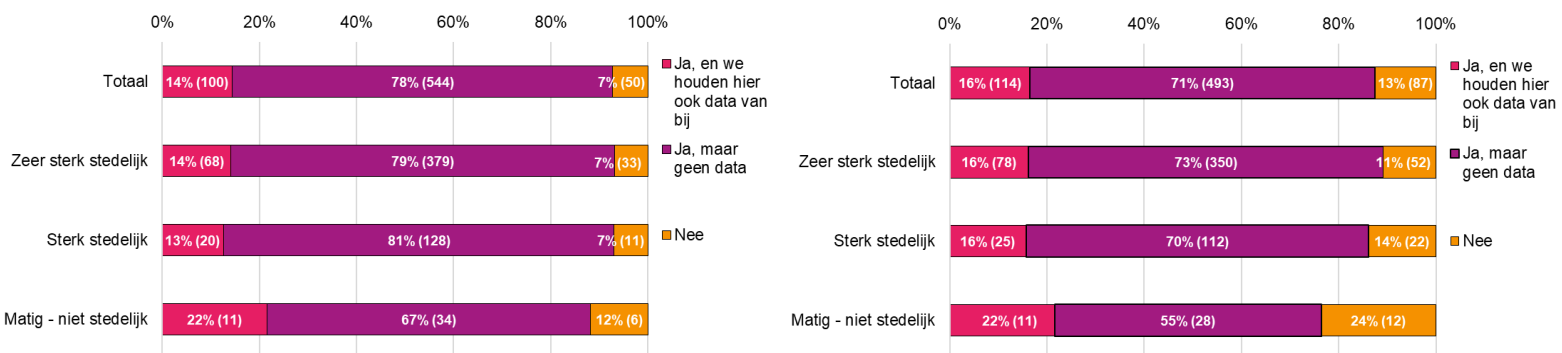 0% 20% 40% 60% 80% 100%
Totaal 14% (100) 78% (544) 7% (50)
Zeer sterk stedelijk 14% (68) 79% (379) 7% (33)
Sterk stedelijk 13% (20) 81% (128) 7% (11)
Matig - niet stedelijk 22% (11) 67% (34) 12% (6)
Ja, en we
houden hier
ook data van
bij
Ja, maar
geen data
Nee
0% 20% 40% 60% 80% 100%
Totaal 16% (114) 71% (493) 13% (87)
Zeer sterk stedelijk 16% (78) 73% (350) 11% (52)
Sterk stedelijk 16% (25) 70% (112) 14% (22)
Matig - niet stedelijk 22% (11) 55% (28) 24% (12)
Ja, en we
houden hier
ook data van
bij
Ja, maar
geen data
Nee